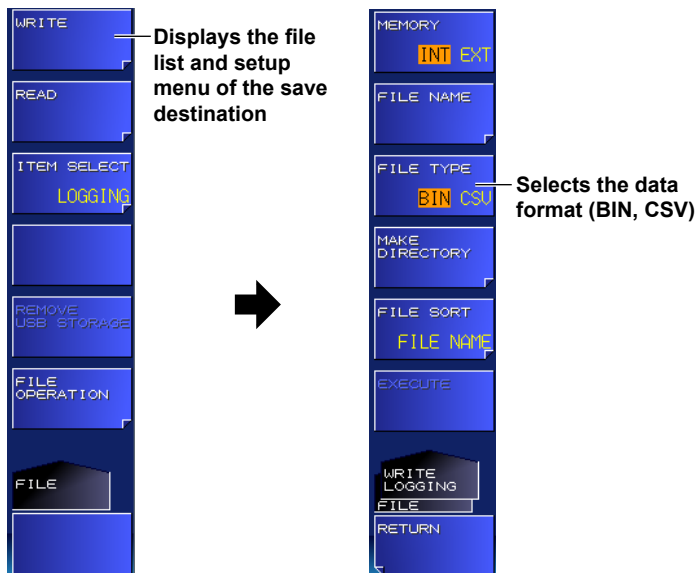 WRITE
Displays the file
list and setup
menu of the save
destination
READ
ITEM SELECT
LOGGING
REMOVE
USB STORAGE
FILE
OPERATION
FILE
MEMORY
INT EXT
FILE NAME
FILE TYPE
BIN CSV
Selects the data
format (BIN, CSV)
MAKE
DIRECTORY
FILE SORT
FILE NAME
EXECUTE
WRITE
LOGGING
FILE
RETURN